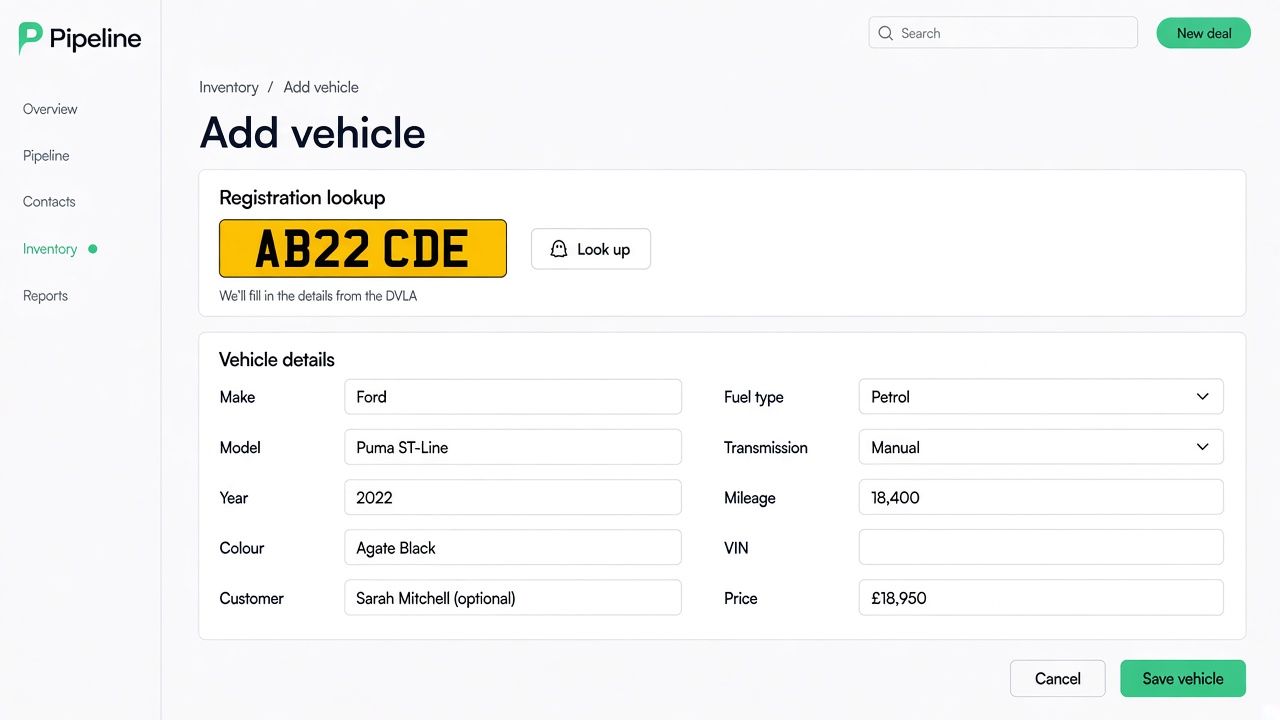 Pipeline
Search
New deal
Overview
Pipeline
Contacts
Inventory
Reports
Inventory / Add vehicle
Add vehicle
Registration lookup
AB22 CDE
Look up
We'll fill in the details from the DVLA
Vehicle details
Make Ford
Fuel type Petrol
Model Puma ST-Line
Transmission Manual
Year 2022
Mileage 18,400
Colour Agate Black
VIN
Customer Sarah Mitchell (optional)
Price £18,950
Cancel
Save vehicle